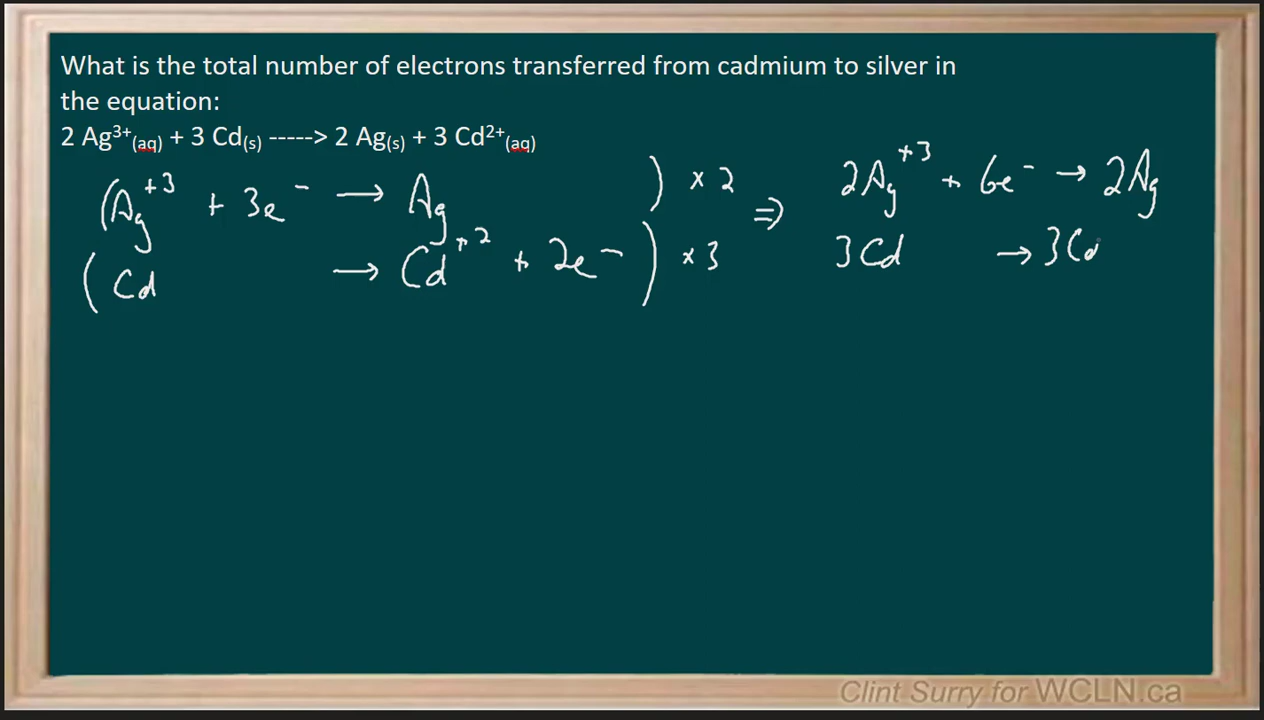 What is the total number of electrons transferred from cadmium to silver in
the equation:
2 Ag³⁺(aq) + 3 Cd(s) -----> 2 Ag(s) + 3 Cd²⁺(aq)
(Ag⁺³ + 3e⁻ → Ag ) × 2 ⇒ 2Ag⁺³ + 6e⁻ → 2Ag
(Cd → Cd⁺² + 2e⁻ ) × 3 3Cd → 3Cd
Clint Surry for WCLN.ca